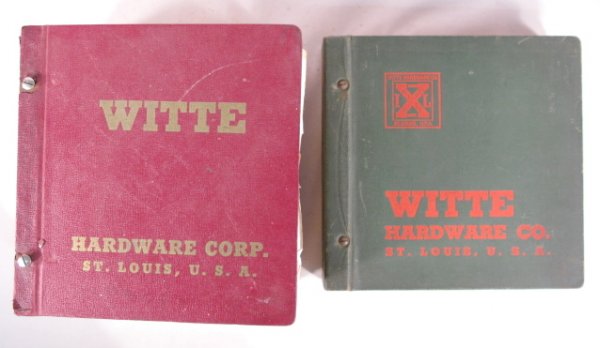 WITTE
HARDWARE CORP.
ST. LOUIS, U. S. A.
X
WITTE
HARDWARE CO.
ST. LOUIS, U. S. A.